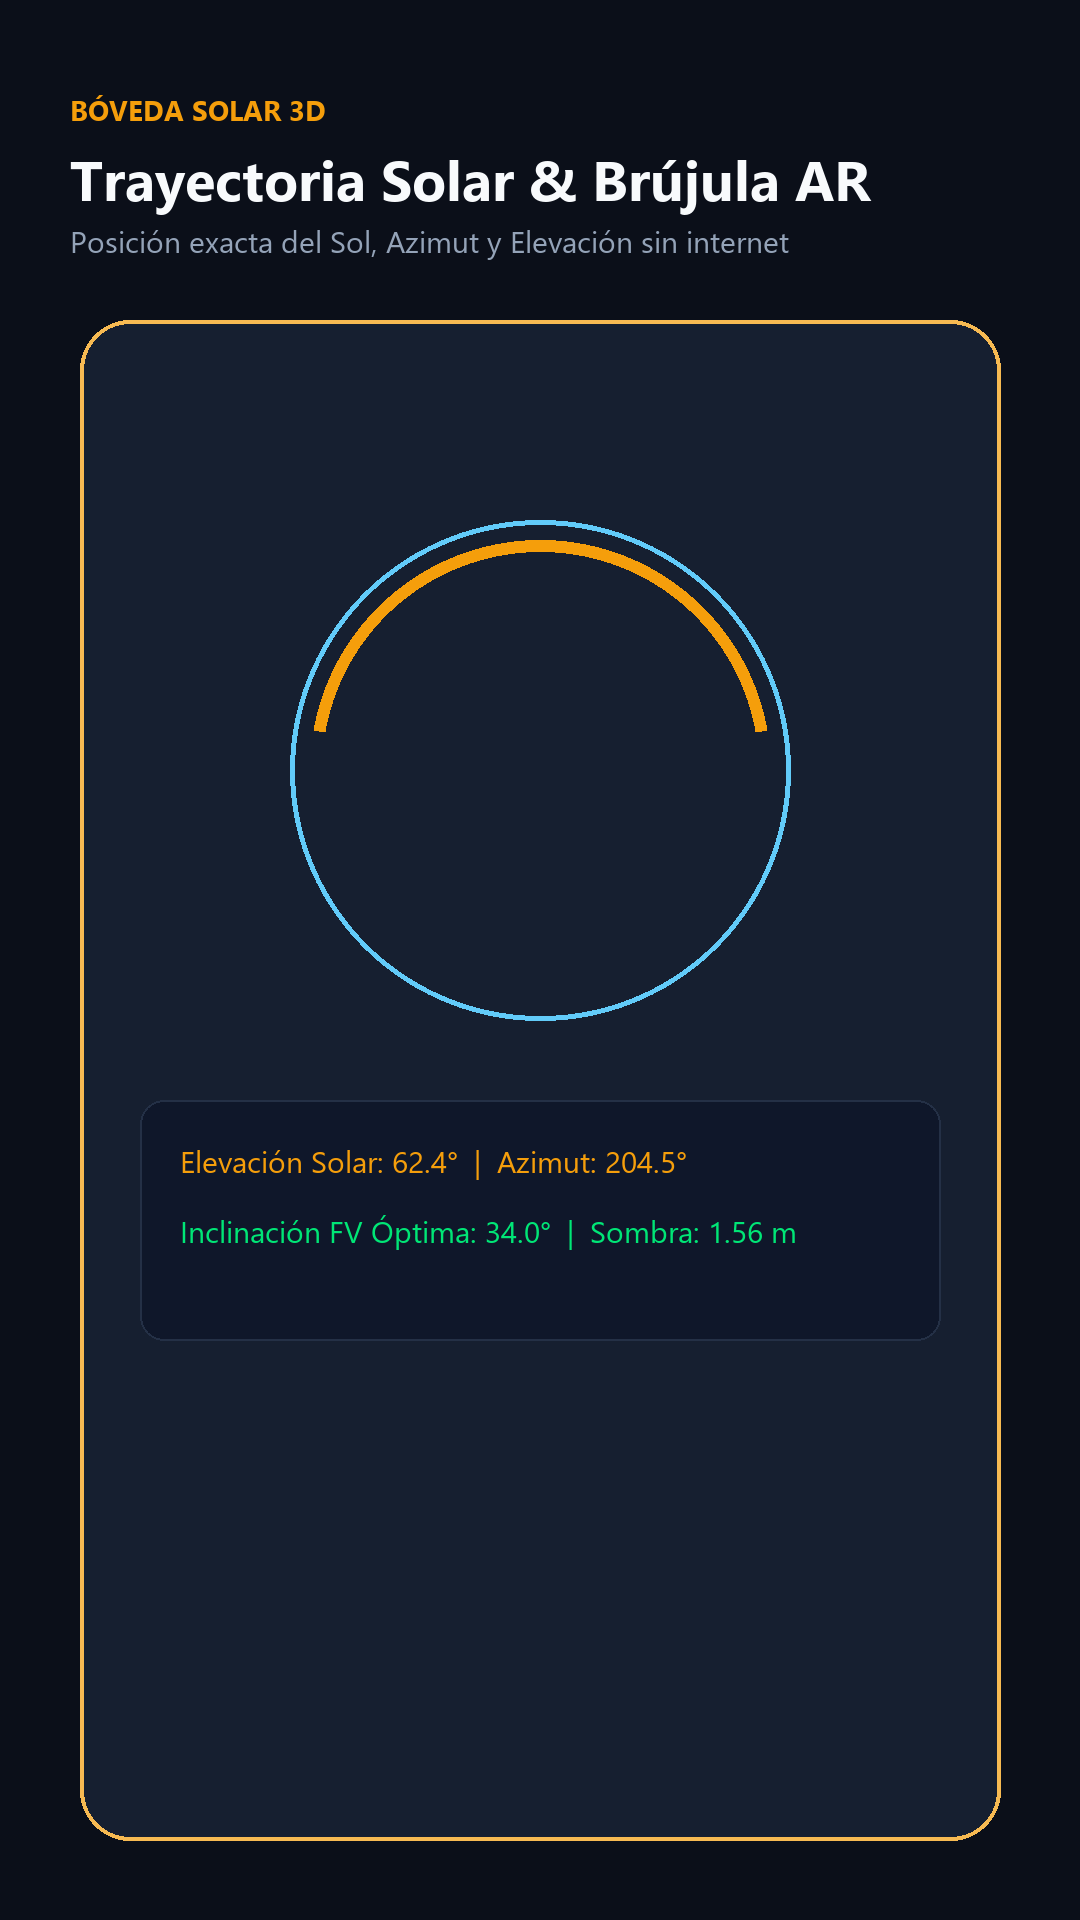 BÓVEDA SOLAR 3D
Trayectoria Solar & Brújula AR
Posición exacta del Sol, Azimut y Elevación sin internet
Elevación Solar: 62.4° | Azimut: 204.5°
Inclinación FV Óptima: 34.0° | Sombra: 1.56 m